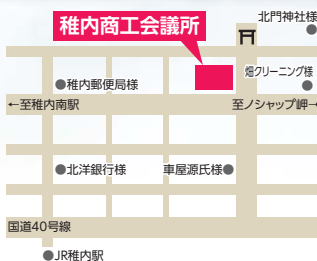 北門神社様
稚内商工会議所
畑クリーニング様
稚内郵便局様
←至稚内南駅
至ノシャップ岬→
北洋銀行様
車屋源氏様
国道40号線
JR稚内駅